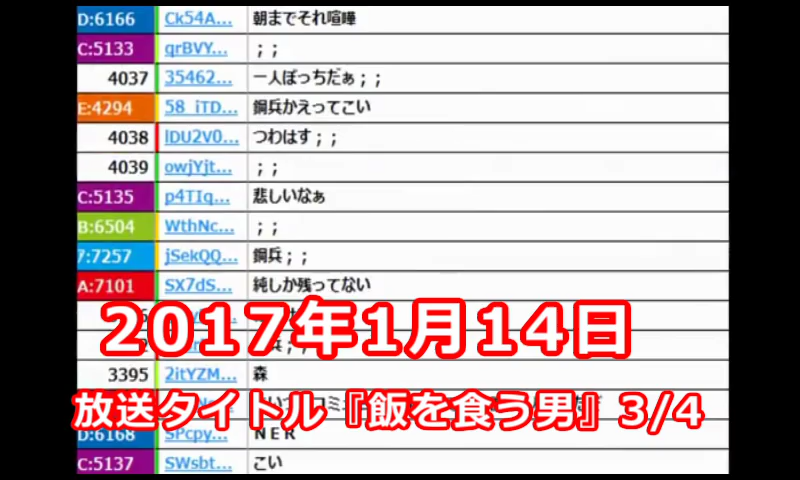 D:6166 Ck54A... 朝までそれ喧嘩
C:5133 qrBVY... ；；
4037 35462... 一人ぼっちだぁ；；
E:4294 58_iTD... 鋼兵かえってこい
4038 lDU2V0... つわはす；；
4039 owjYjt... ；；
C:5135 p4TIq... 悲しいなぁ
B:6504 WthNc... ；；
7:7257 jSekQQ... 鋼兵；；
A:7101 SX7dS... 純しか残ってない
2017年1月14日
3395 2itYZM... 森
放送タイトル『飯を食う男』3/4
D:6168 SPcpy... ＮＥＲ
C:5137 SWsbt... こい